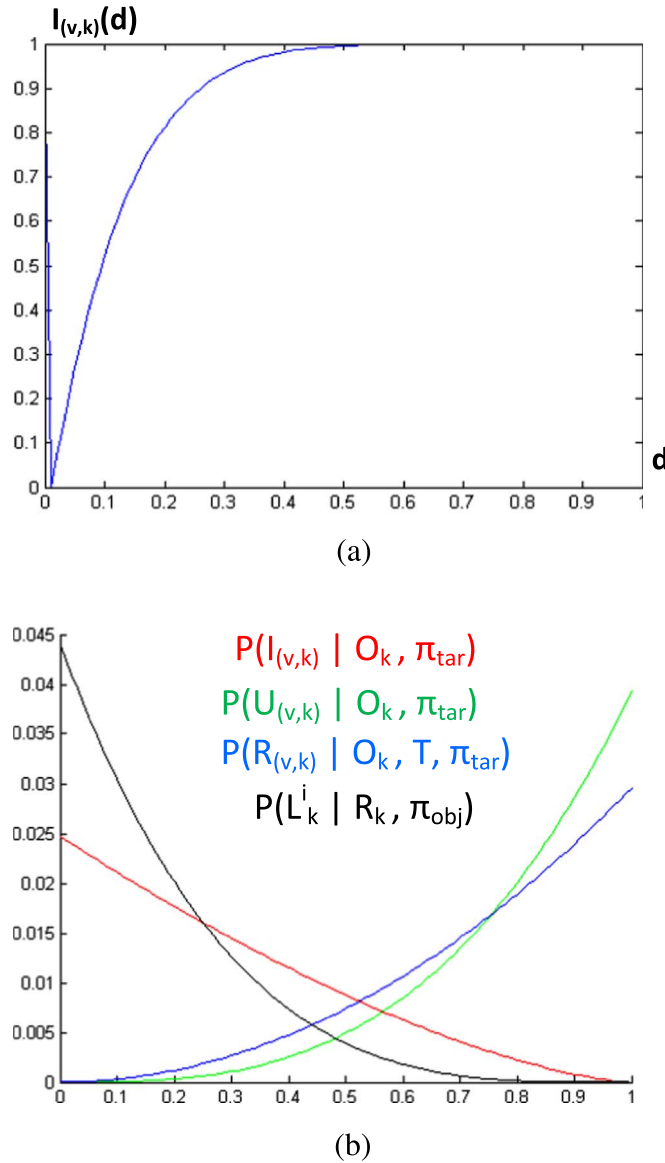 I(v,k)(d)
1
0.9
0.8
0.7
0.6
0.5
0.4
0.3
0.2
0.1
0
0 0.1 0.2 0.3 0.4 0.5 0.6 0.7 0.8 0.9 1
d
(a)
0.045
0.04
0.035
0.03
0.025
0.02
0.015
0.01
0.005
0
P(I(v,k) | Ok , πtar)
P(U(v,k) | Ok , πtar)
P(R(v,k) | Ok , T, πtar)
P(Lik | Rk , πobj)
0 0.1 0.2 0.3 0.4 0.5 0.6 0.7 0.8 0.9 1
(b)